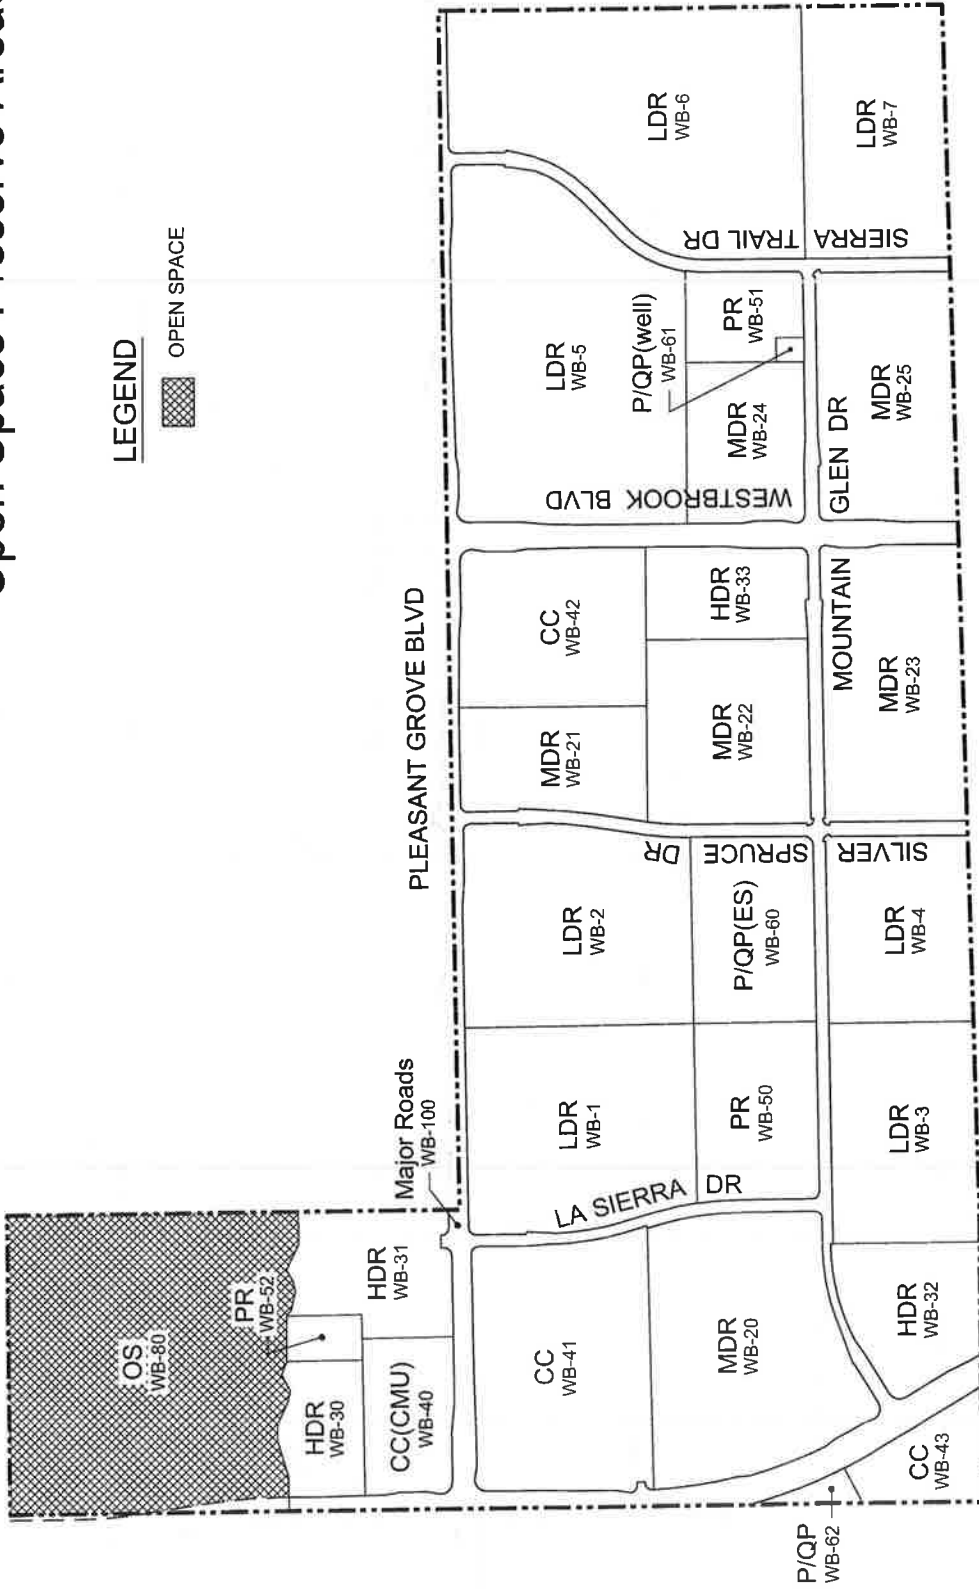 Open Space Preserve Areas
LEGEND
OPEN SPACE
OS
WB-80
PR
WB-52
HDR
WB-30
HDR
WB-31
CC(CMU)
WB-40
Major Roads
WB-100
PLEASANT GROVE BLVD
CC
WB-41
LDR
WB-1
LDR
WB-2
MDR
WB-21
CC
WB-42
LDR
WB-5
LDR
WB-6
LA SIERRA DR
SILVER SPRUCE DR
WESTBROOK BLVD
SIERRA TRAIL DR
P/QP(well)
WB-61
MDR
WB-20
PR
WB-50
P/QP(ES)
WB-60
MDR
WB-22
HDR
WB-33
MDR
WB-24
PR
WB-51
MOUNTAIN GLEN DR
P/QP
WB-62
CC
WB-43
HDR
WB-32
LDR
WB-3
LDR
WB-4
MDR
WB-23
MDR
WB-25
LDR
WB-7